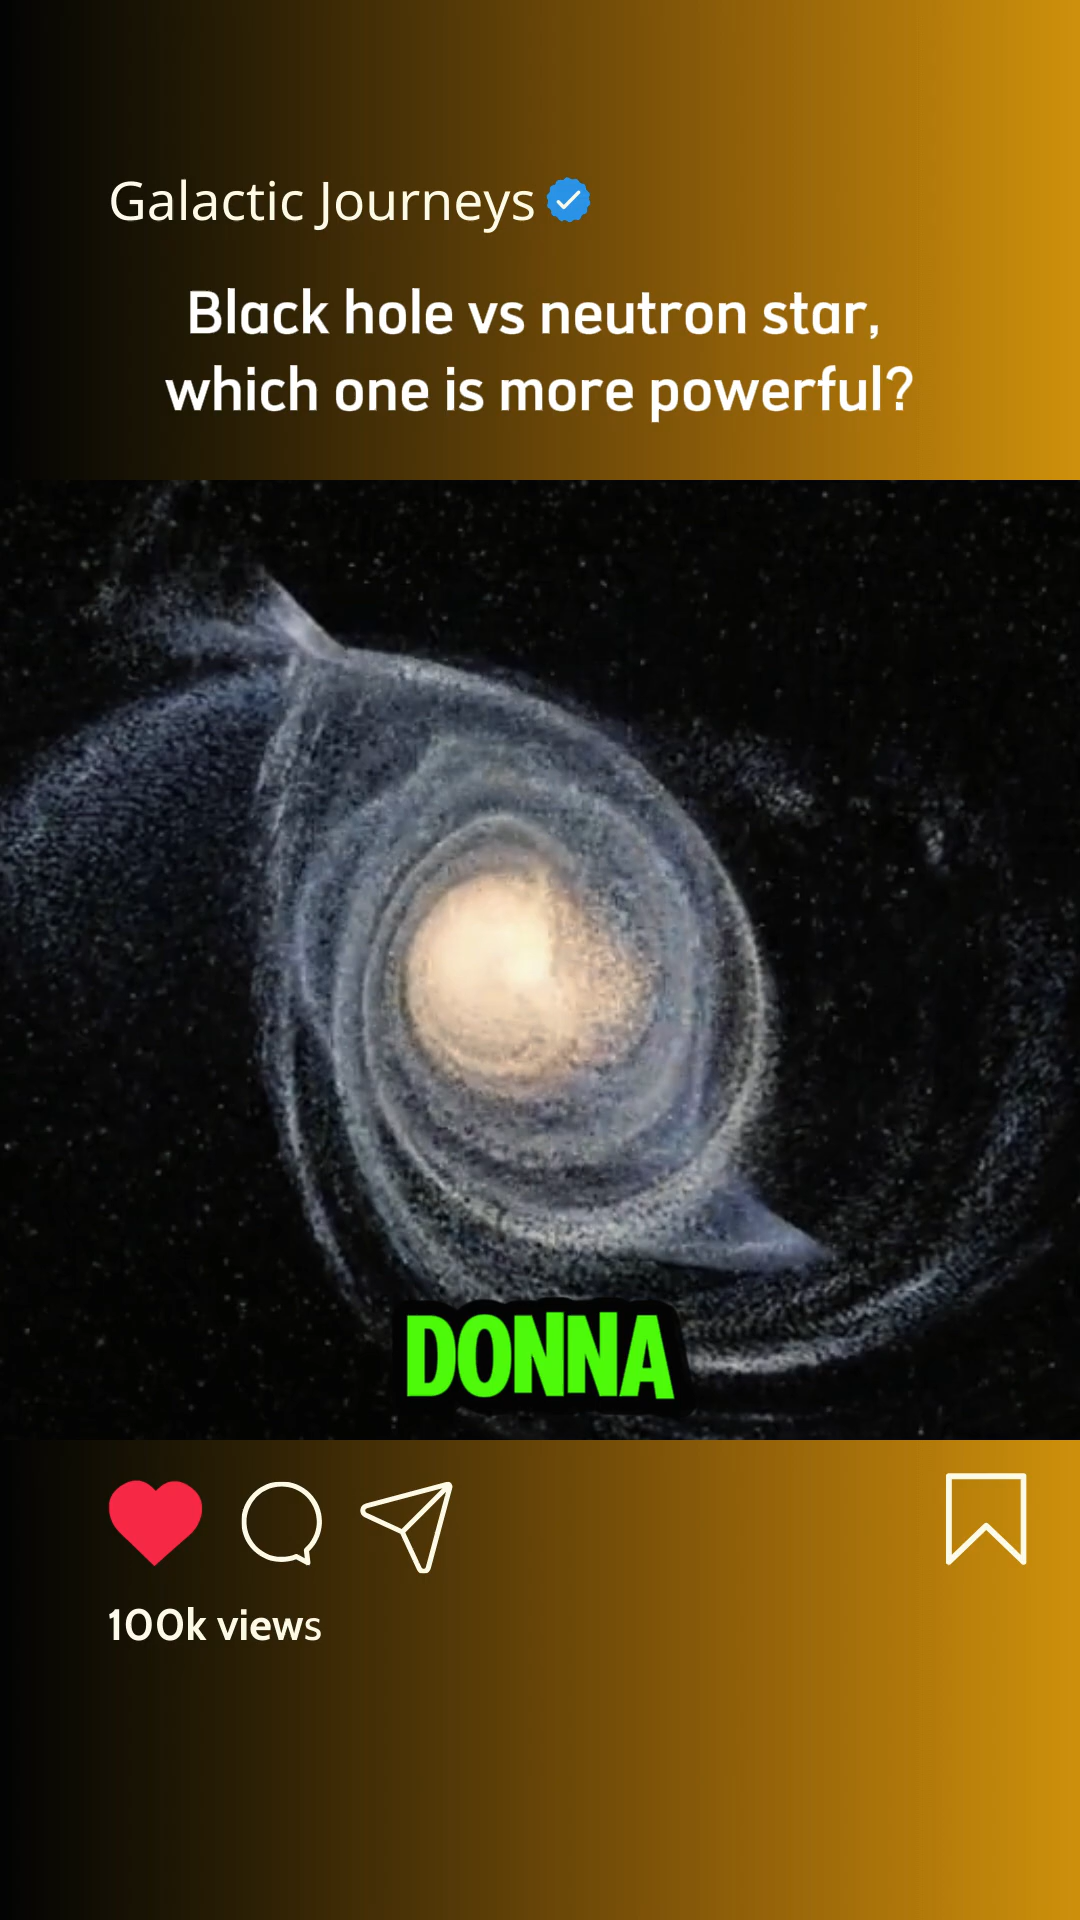 Galactic Journeys
Black hole vs neutron star,
which one is more powerful?
DONNA
100k views